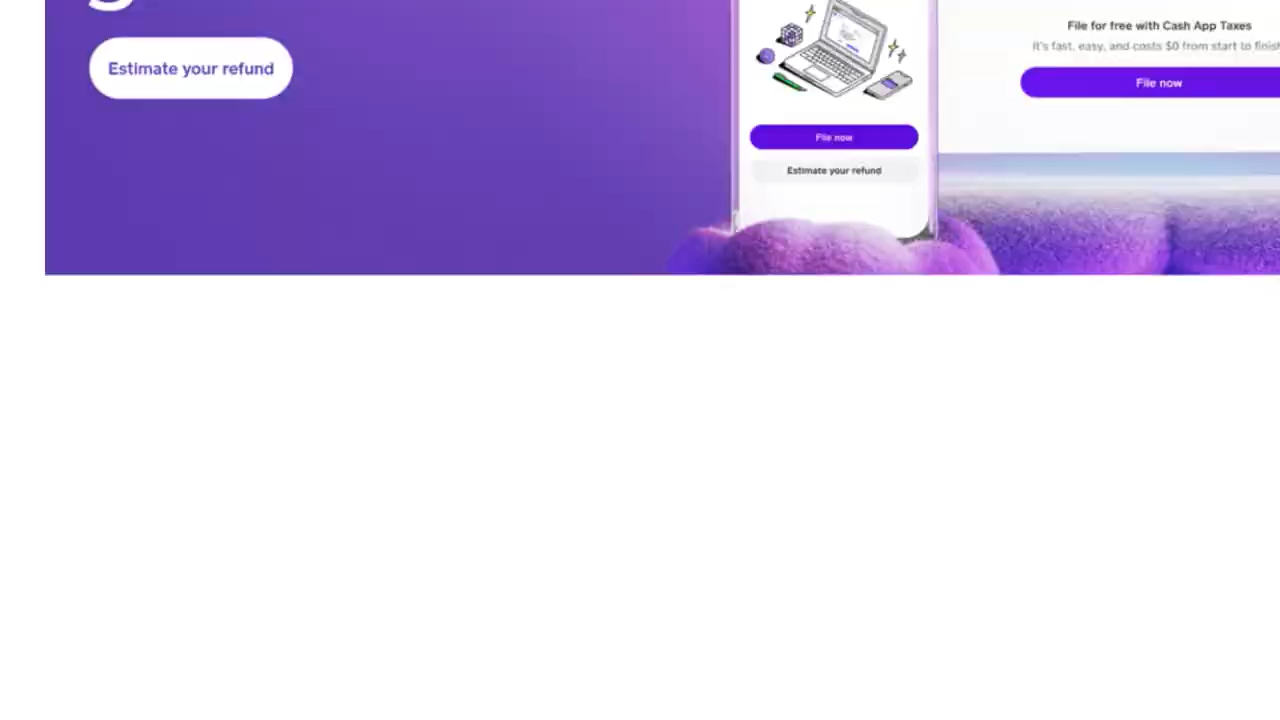 Estimate your refund
File now
Estimate your refund
File for free with Cash App Taxes
It's fast, easy, and costs $0 from start to finish
File now